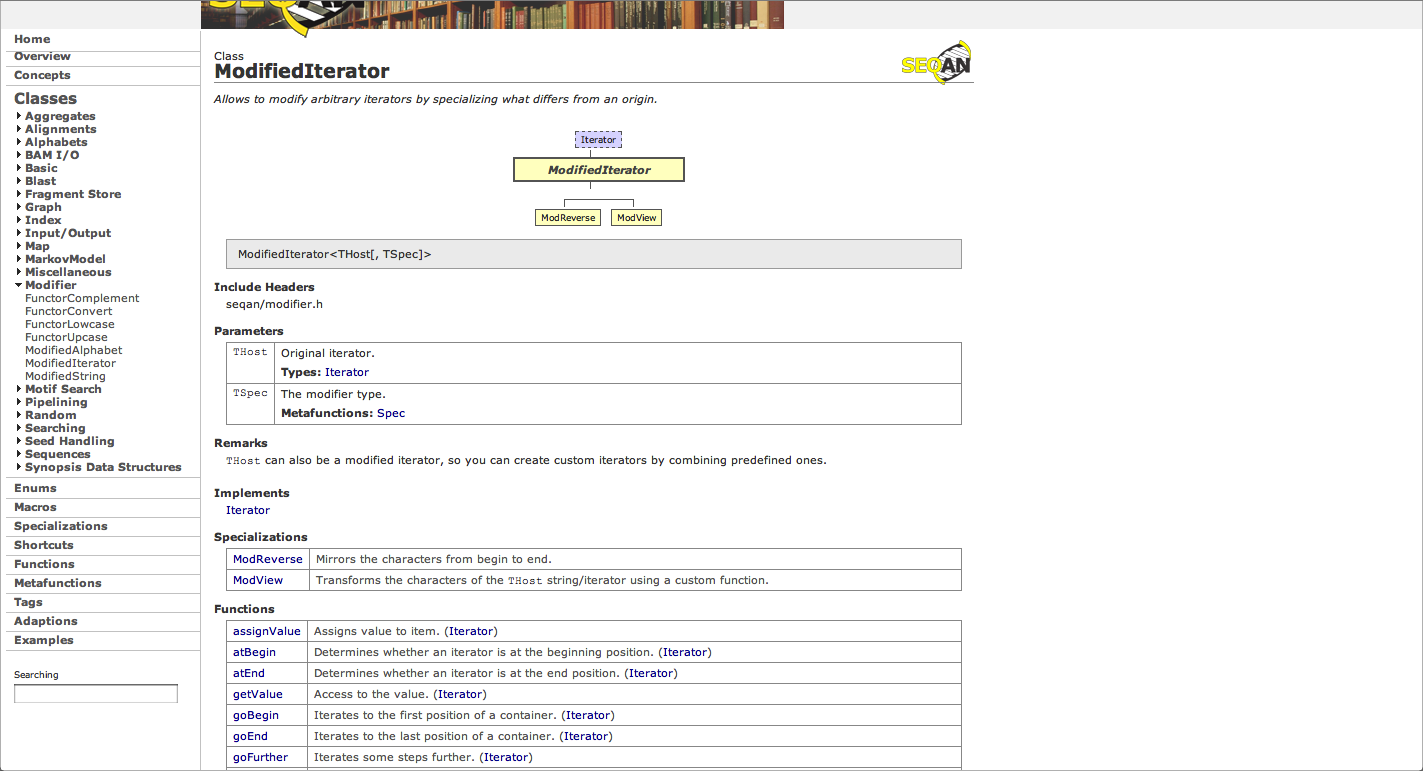 SEQAN
Home
Overview
Concepts
Classes
Aggregates
Alignments
Alphabets
BAM I/O
Basic
Blast
Fragment Store
Graph
Index
Input/Output
Map
MarkovModel
Miscellaneous
Modifier
FunctorComplement
FunctorConvert
FunctorLowcase
FunctorUpcase
ModifiedAlphabet
ModifiedIterator
ModifiedString
Motif Search
Pipelining
Random
Searching
Seed Handling
Sequences
Synopsis Data Structures
Enums
Macros
Specializations
Shortcuts
Functions
Metafunctions
Tags
Adaptions
Examples
Searching
Class
ModifiedIterator
SEQAN
Allows to modify arbitrary iterators by specializing what differs from an origin.
Iterator
ModifiedIterator
ModReverse ModView
ModifiedIterator<THost[, TSpec]>
Include Headers
seqan/modifier.h
Parameters
THost Original iterator.
Types: Iterator
TSpec The modifier type.
Metafunctions: Spec
Remarks
THost can also be a modified iterator, so you can create custom iterators by combining predefined ones.
Implements
Iterator
Specializations
ModReverse Mirrors the characters from begin to end.
ModView Transforms the characters of the THost string/iterator using a custom function.
Functions
assignValue Assigns value to item. (Iterator)
atBegin Determines whether an iterator is at the beginning position. (Iterator)
atEnd Determines whether an iterator is at the end position. (Iterator)
getValue Access to the value. (Iterator)
goBegin Iterates to the first position of a container. (Iterator)
goEnd Iterates to the last position of a container. (Iterator)
goFurther Iterates some steps further. (Iterator)